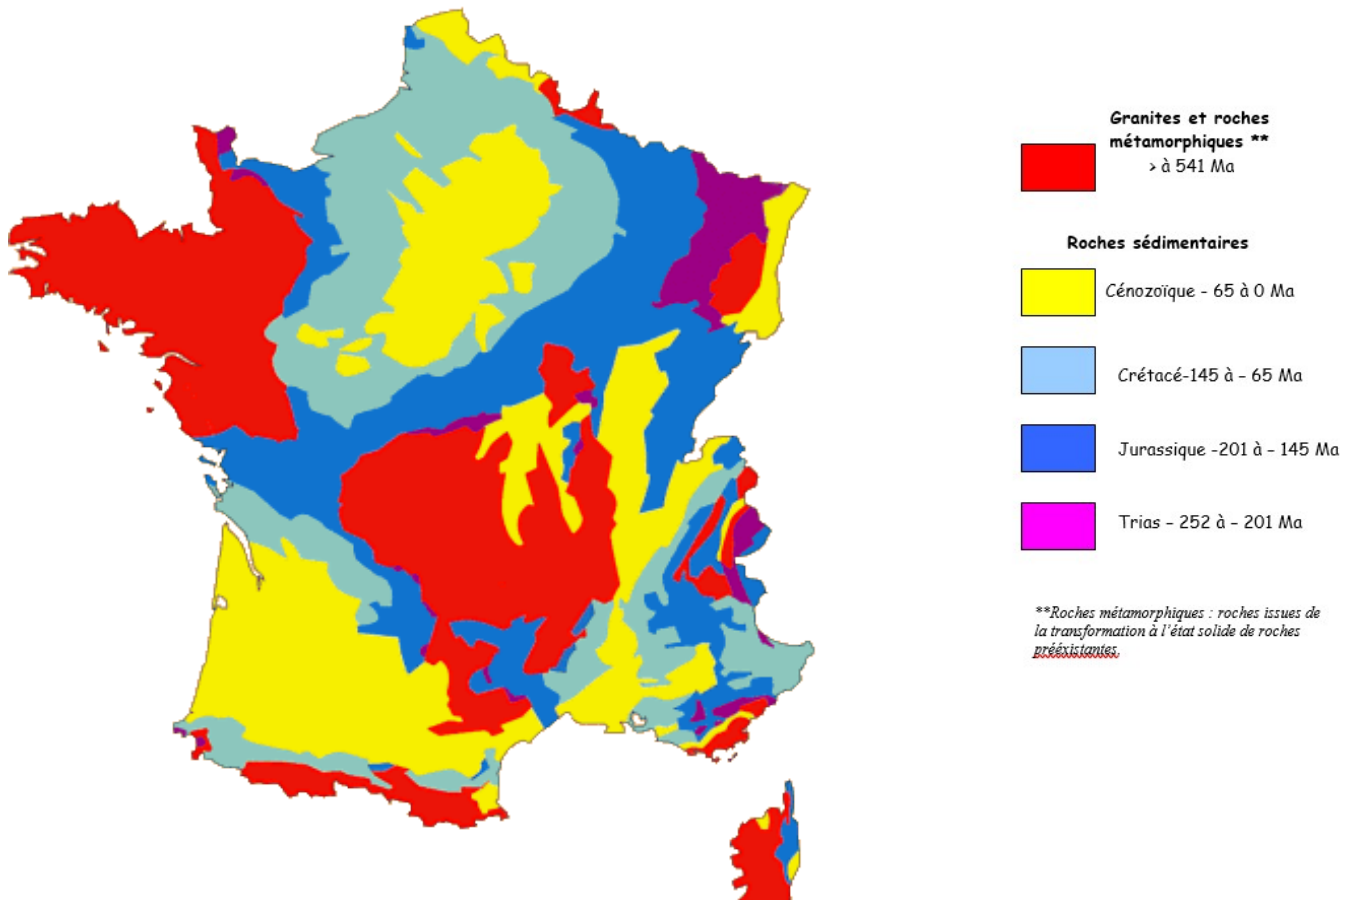 Granites et roches
métamorphiques **
> à 541 Ma
Roches sédimentaires
Cénozoïque - 65 à 0 Ma
Crétacé-145 à - 65 Ma
Jurassique -201 à - 145 Ma
Trias - 252 à - 201 Ma
**Roches métamorphiques : roches issues de
la transformation à l'état solide de roches
prééxistantes.